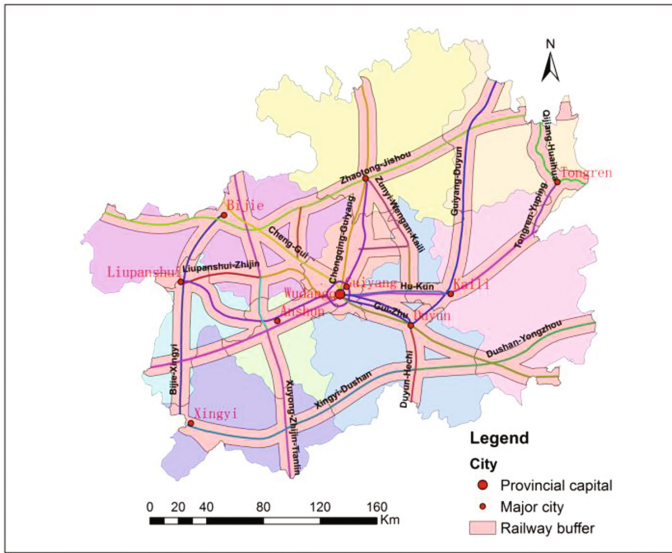 N
Qijiang-Huaihua
Zhaotong-Jishou
Tongren
Guiyang-Duyun
Zunyi-Wengan-Kaili
Bijie
Chongqing-Guiyang
Tongren-Yuping
Cheng-Gui
Liupanshui-Zhijin
Liupanshui
Guiyang
Hu-Kun
Kaili
Wudang
Gui-Zhu
Anshun
Duyun
Dushan-Yongzhou
Bijie-Xingyi
Xingyi-Dushan
Duyun-Hechi
Xuyong-Zhijin-Tianlin
Xingyi
Legend
City
Provincial capital
Major city
Railway buffer
0 20 40 80 120 160
Km